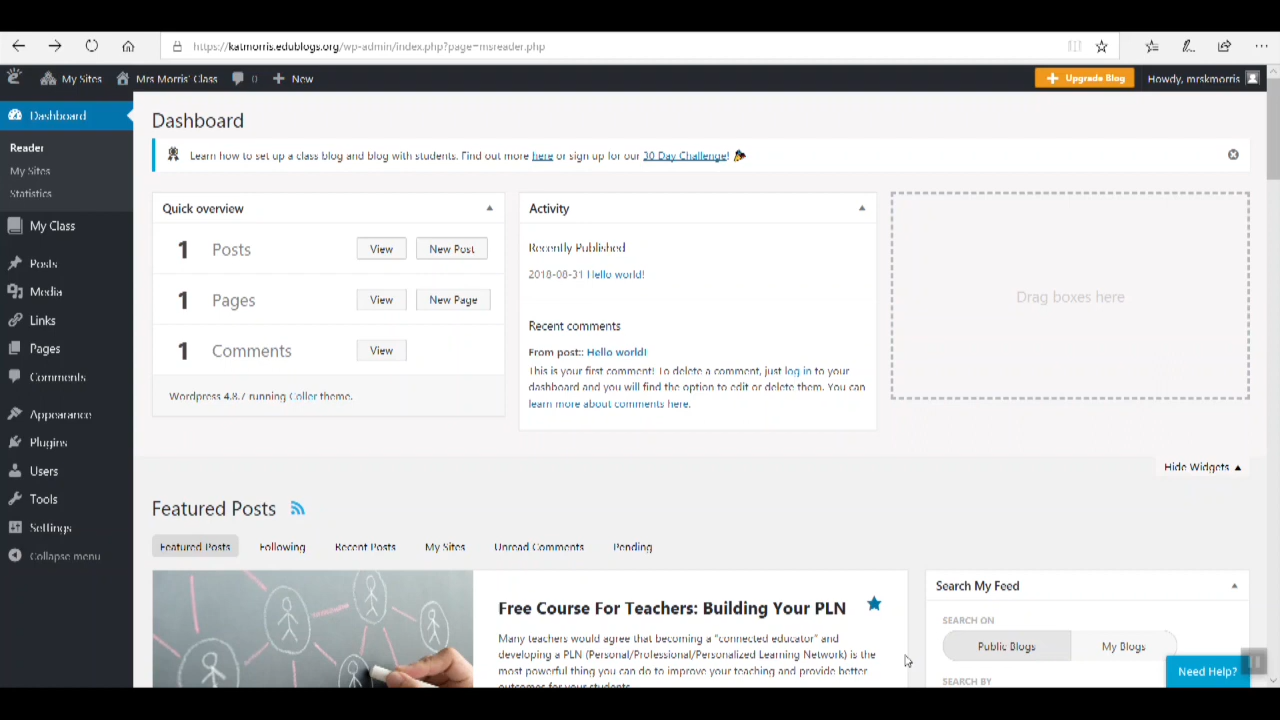 https://katmorris.edublogs.org/wp-admin/index.php?page=msreader.php
My Sites Mrs Morris' Class 0 New Upgrade Blog Howdy, mrskmorris
Dashboard
Reader
My Sites
Statistics
My Class
Posts
Media
Links
Pages
Comments
Appearance
Plugins
Users
Tools
Settings
Collapse menu
Dashboard
Learn how to set up a class blog and blog with students. Find out more here or sign up for our 30 Day Challenge!
Quick overview
1 Posts View New Post
1 Pages View New Page
1 Comments View
Wordpress 4.8.7 running Coller theme.
Activity
Recently Published
2018-08-31 Hello world!
Recent comments
From post:: Hello world!
This is your first comment! To delete a comment, just log in to your
dashboard and you will find the option to edit or delete them. You can
learn more about comments here.
Drag boxes here
Hide Widgets
Featured Posts
Featured Posts Following Recent Posts My Sites Unread Comments Pending
Free Course For Teachers: Building Your PLN
Many teachers would agree that becoming a "connected educator" and
developing a PLN (Personal/Professional/Personalized Learning Network) is the
most powerful thing you can do to improve your teaching and provide better
outcomes for your students.
Search My Feed
SEARCH ON
Public Blogs My Blogs
SEARCH BY
Need Help?